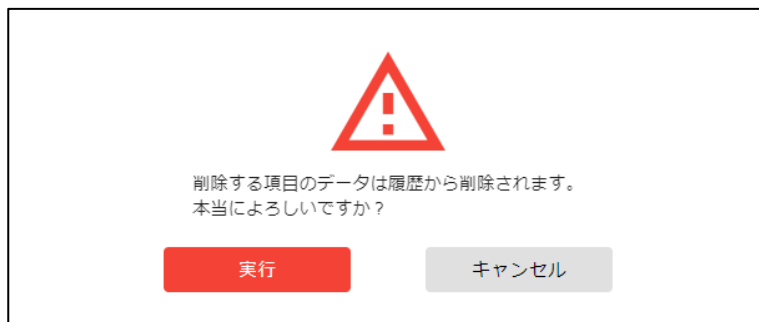 削除する項目のデータは履歴から削除されます。
本当によろしいですか？
実行
キャンセル